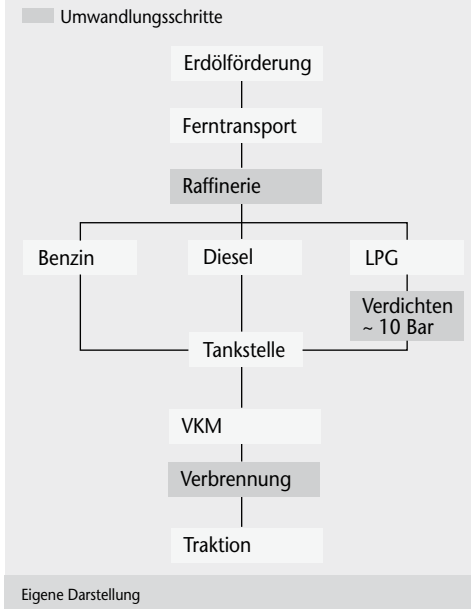 Umwandlungsschritte
Erdölförderung
Ferntransport
Raffinerie
Benzin
Diesel
LPG
Verdichten
~ 10 Bar
Tankstelle
VKM
Verbrennung
Traktion
Eigene Darstellung